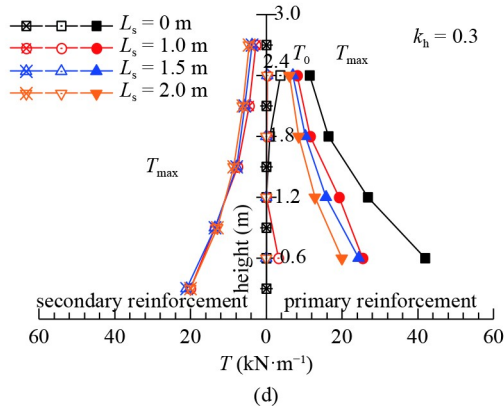 Lₛ = 0 m
Lₛ = 1.0 m
Lₛ = 1.5 m
Lₛ = 2.0 m
3.0
kₕ = 0.3
2.4
T₀
Tmax
1.8
Tmax
1.2
height (m)
0.6
secondary reinforcement
primary reinforcement
60 40 20 0 20 40 60
T (kN·m⁻¹)
(d)